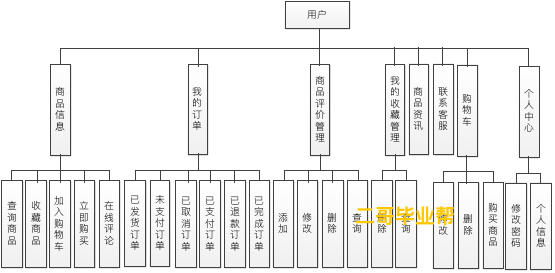 用户
商品信息
我的订单
商品评价管理
我的收藏管理
商品资讯
联系客服
购物车
个人中心
查询商品
收藏商品
加入购物车
立即购买
在线评论
已发货订单
未支付订单
已取消订单
已支付订单
已退款订单
已完成订单
添加
修改
删除
查询
删除
查询
修改
删除
购买商品
修改密码
个人信息
二哥毕业帮